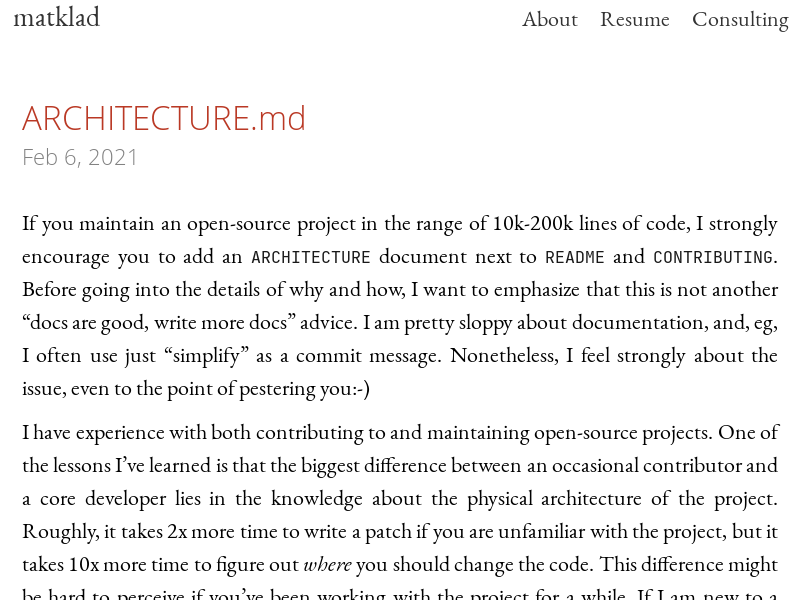 matklad
About Resume Consulting
ARCHITECTURE.md
Feb 6, 2021
If you maintain an open-source project in the range of 10k-200k lines of code, I strongly
encourage you to add an ARCHITECTURE document next to README and CONTRIBUTING.
Before going into the details of why and how, I want to emphasize that this is not another
“docs are good, write more docs” advice. I am pretty sloppy about documentation, and, eg,
I often use just “simplify” as a commit message. Nonetheless, I feel strongly about the
issue, even to the point of pestering you:-)
I have experience with both contributing to and maintaining open-source projects. One of
the lessons I’ve learned is that the biggest difference between an occasional contributor and
a core developer lies in the knowledge about the physical architecture of the project.
Roughly, it takes 2x more time to write a patch if you are unfamiliar with the project, but it
takes 10x more time to figure out where you should change the code. This difference might
be hard to perceive if you’ve been working with the project for a while. If I am new to a